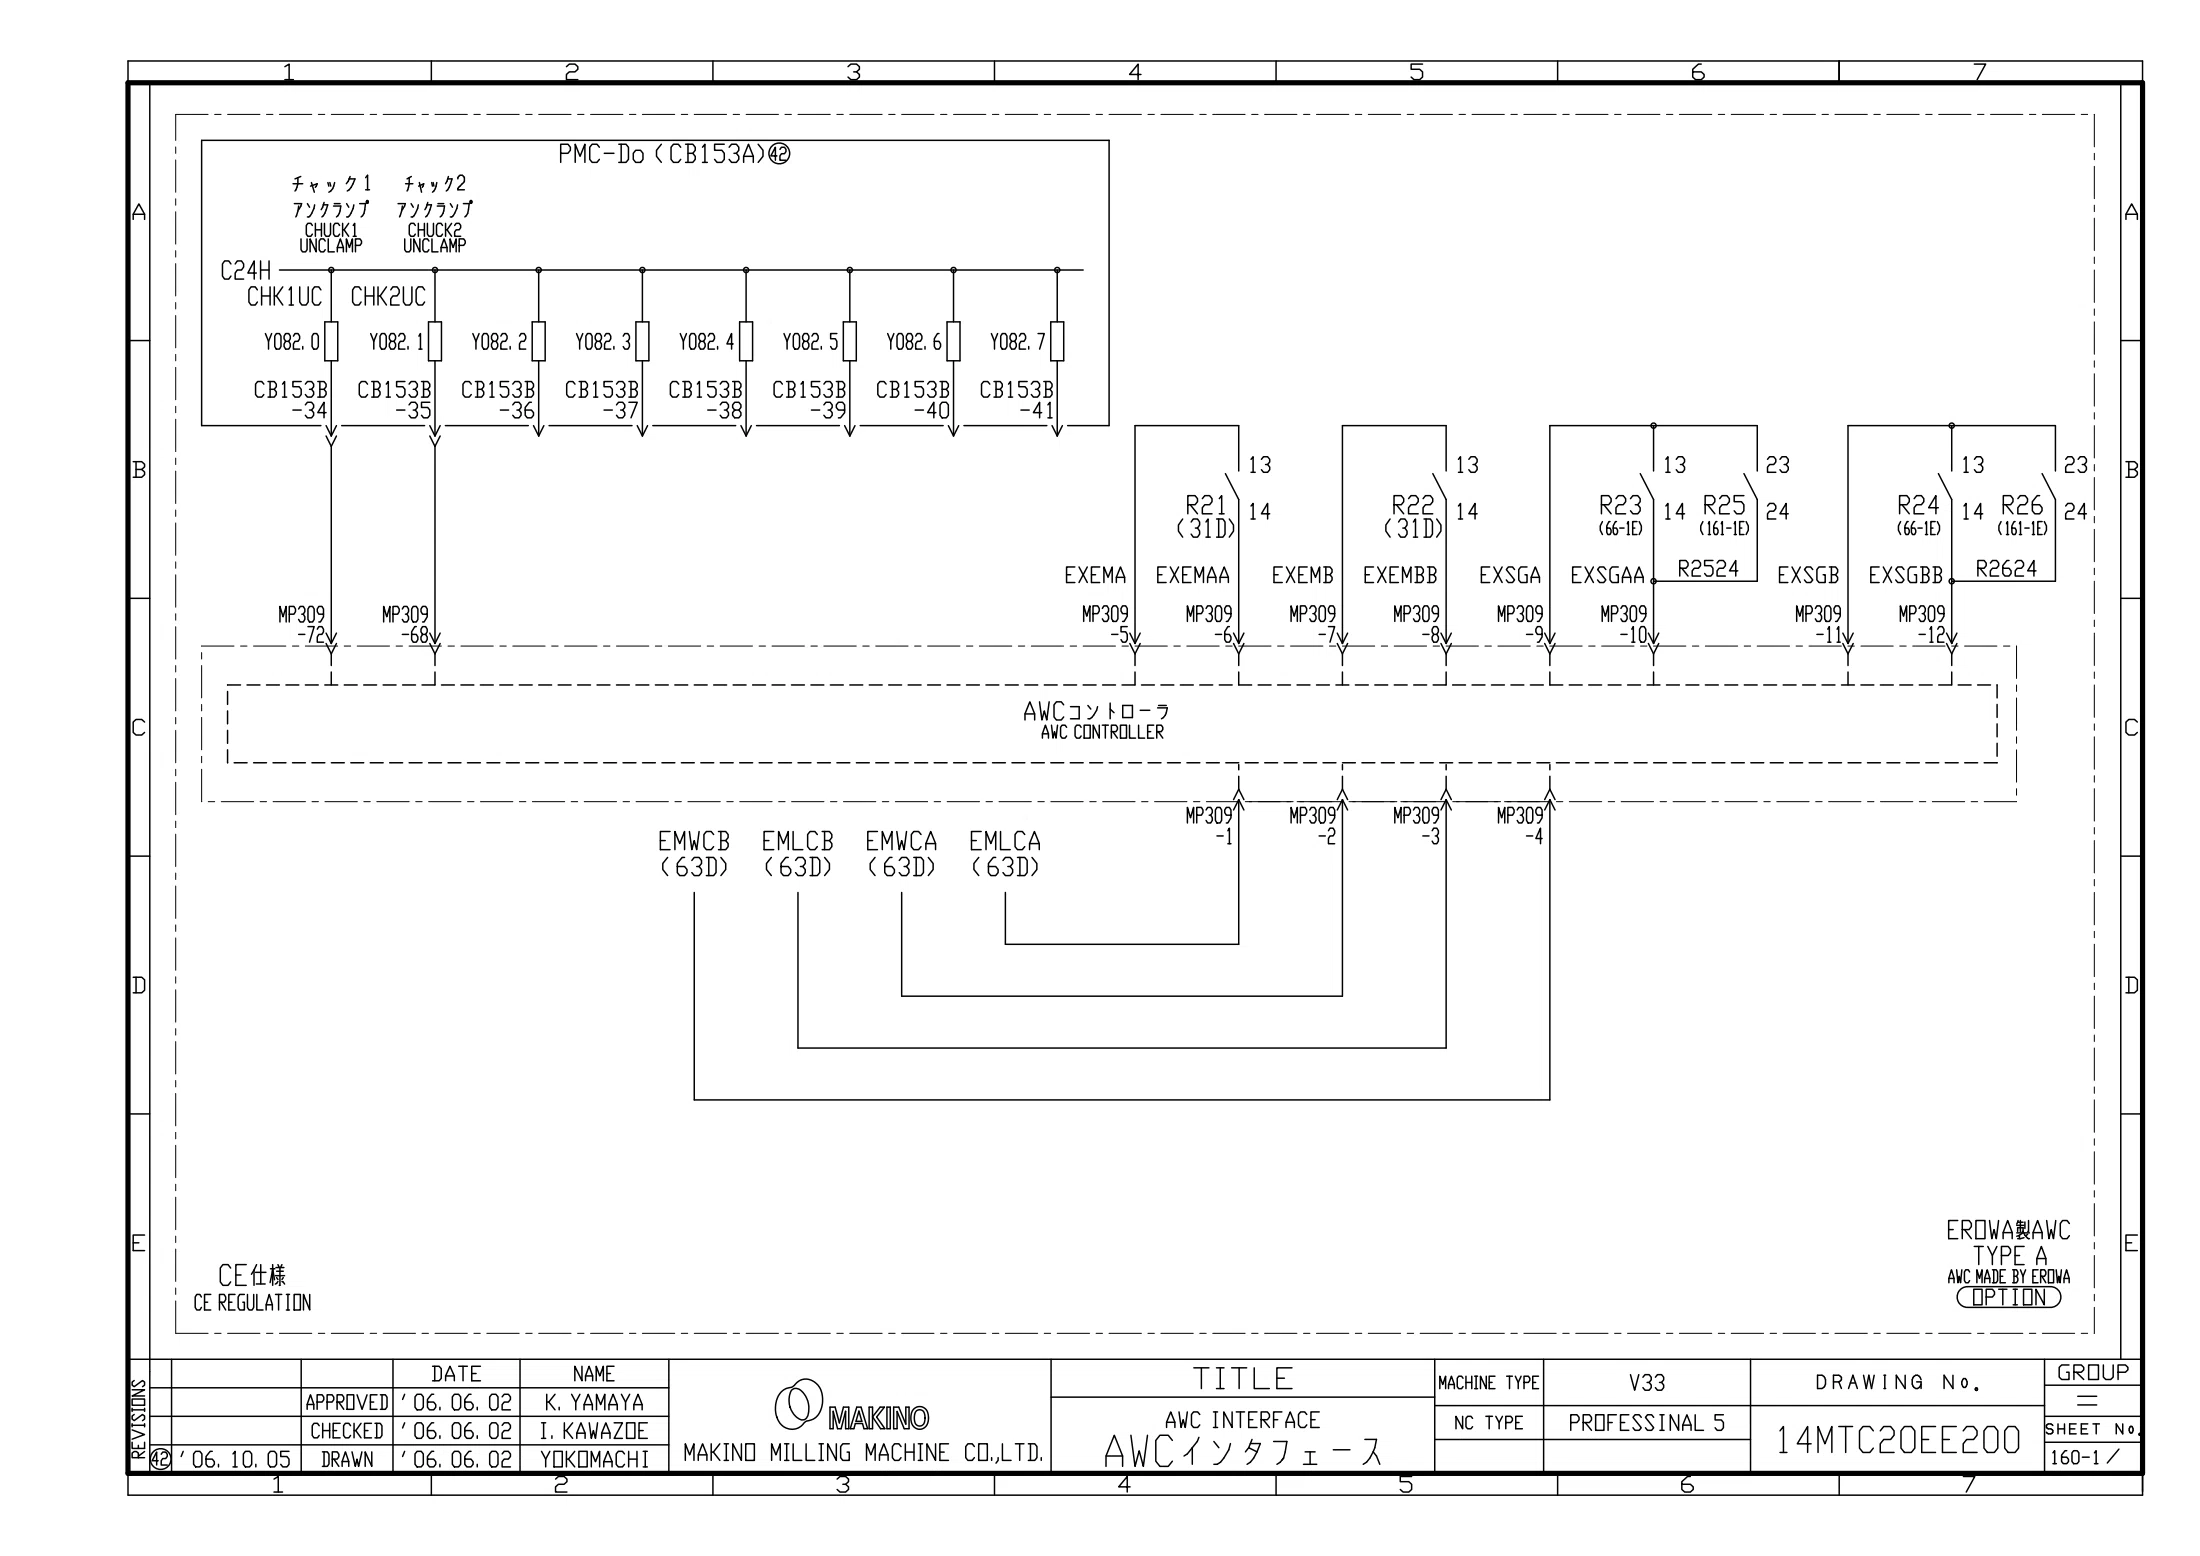 1 2 3 4 5 6 7
PMC-Do (CB153A)㊷
チャック1 チャック2
アンクランプ アンクランプ
CHUCK1 CHUCK2
UNCLAMP UNCLAMP
C24H
CHK1UC CHK2UC
Y082.0 Y082.1 Y082.2 Y082.3 Y082.4 Y082.5 Y082.6 Y082.7
CB153B CB153B CB153B CB153B CB153B CB153B CB153B CB153B
-34 -35 -36 -37 -38 -39 -40 -41
13 13 13 23 13 23
R21 R22 R23 R25 R24 R26
14 14 14 24 14 24
(31D) (31D) (66-1E) (161-1E) (66-1E) (161-1E)
R2524 R2624
EXEMA EXEMAA EXEMB EXEMBB EXSGA EXSGAA EXSGB EXSGBB
MP309 MP309 MP309 MP309 MP309 MP309 MP309 MP309 MP309 MP309
-72 -68 -5 -6 -7 -8 -9 -10 -11 -12
AWCコントローラ
AWC CONTROLLER
MP309 MP309 MP309 MP309
-1 -2 -3 -4
EMWCB EMLCB EMWCA EMLCA
(63D) (63D) (63D) (63D)
A A
B B
C C
D D
E E
EROWA製AWC
TYPE A
AWC MADE BY EROWA
OPTION
CE仕様
CE REGULATION
REVISIONS
㊷ '06.10.05
DATE NAME
APPROVED '06.06.02 K.YAMAYA
CHECKED '06.06.02 I.KAWAZOE
DRAWN '06.06.02 YOKOMACHI
MAKINO
MAKINO MILLING MACHINE CO.,LTD.
TITLE
AWC INTERFACE
AWCインタフェース
MACHINE TYPE V33
NC TYPE PROFESSINAL 5
DRAWING No.
14MTC20EE200
GROUP
=
SHEET No.
160-1/
1 2 3 4 5 6 7